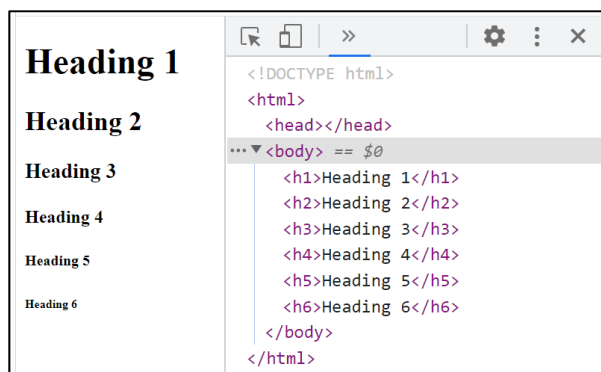 Heading 1
Heading 2
Heading 3
Heading 4
Heading 5
Heading 6
<!DOCTYPE html>
<html>
<head></head>
<body> == $0
<h1>Heading 1</h1>
<h2>Heading 2</h2>
<h3>Heading 3</h3>
<h4>Heading 4</h4>
<h5>Heading 5</h5>
<h6>Heading 6</h6>
</body>
</html>